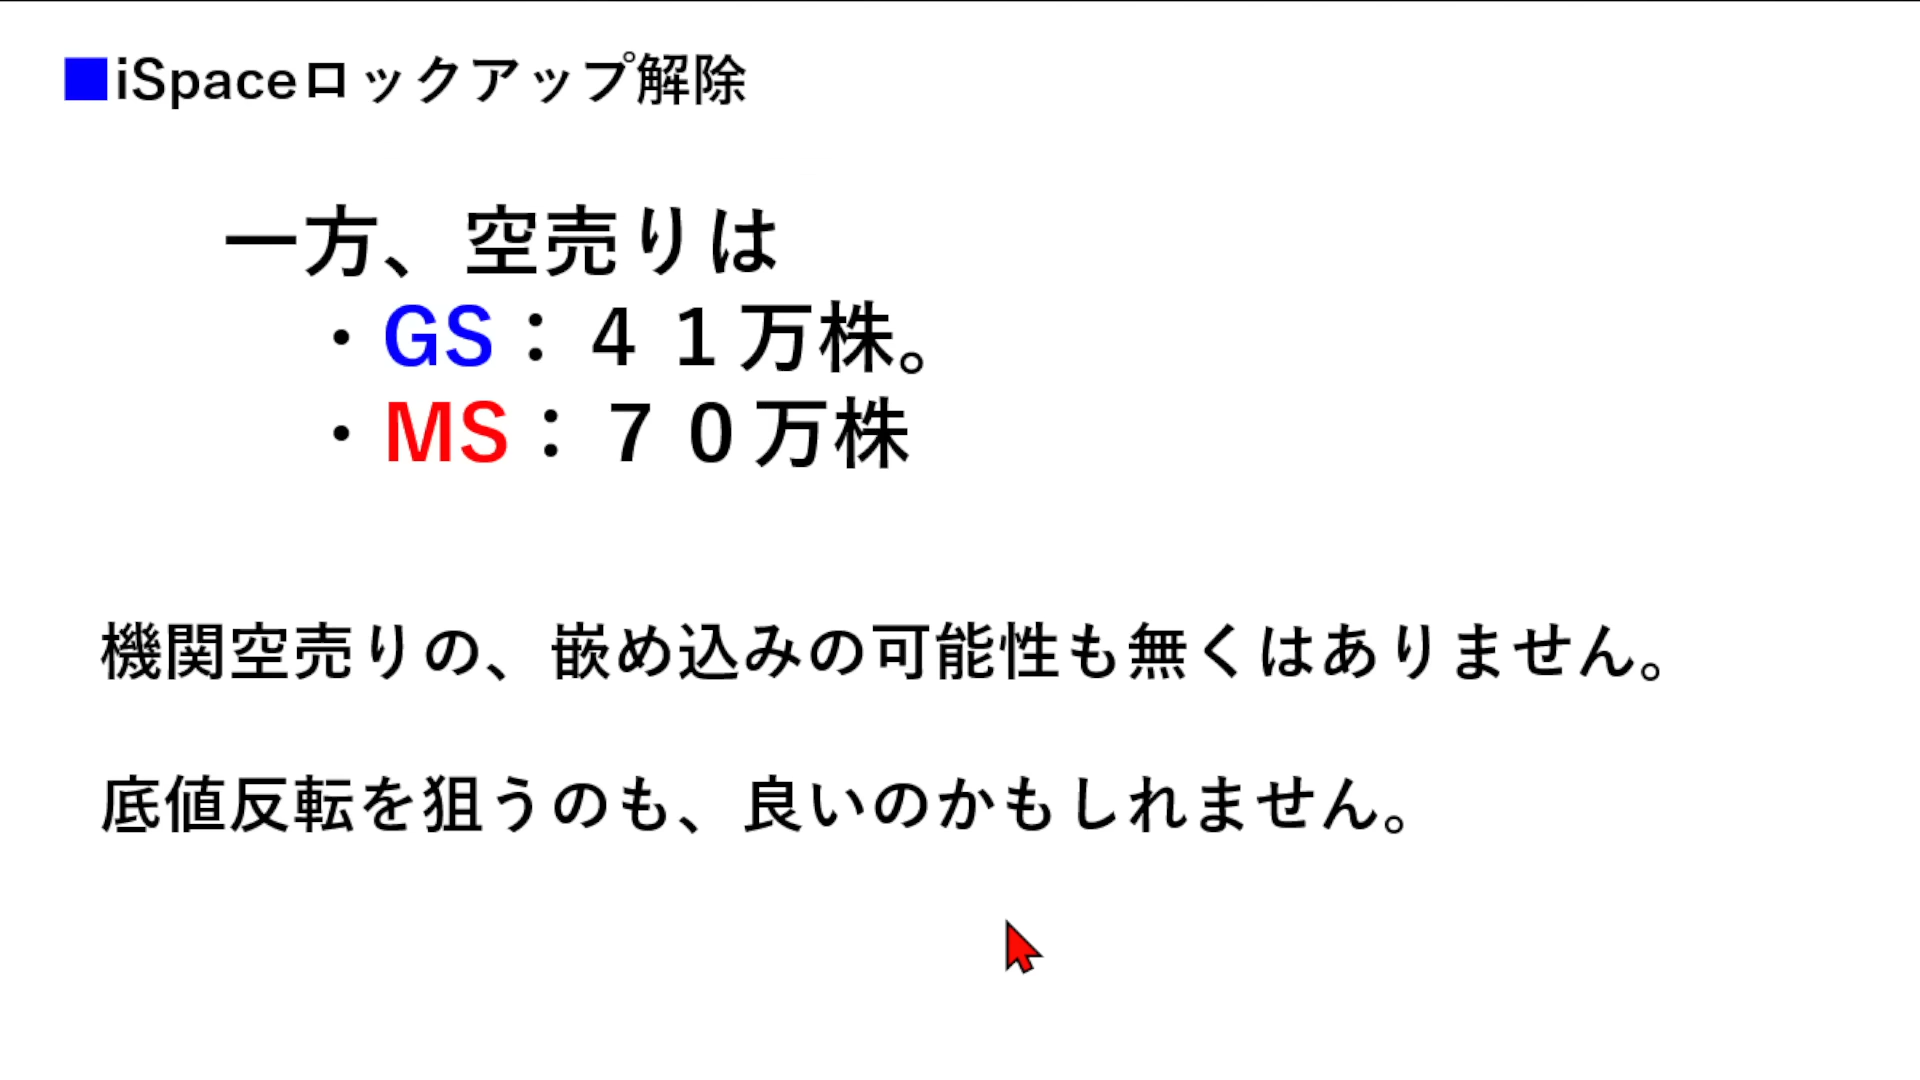 ■iSpaceロックアップ解除
一方、空売りは
・GS：４１万株。
・MS：７０万株
機関空売りの、嵌め込みの可能性も無くはありません。
底値反転を狙うのも、良いのかもしれません。